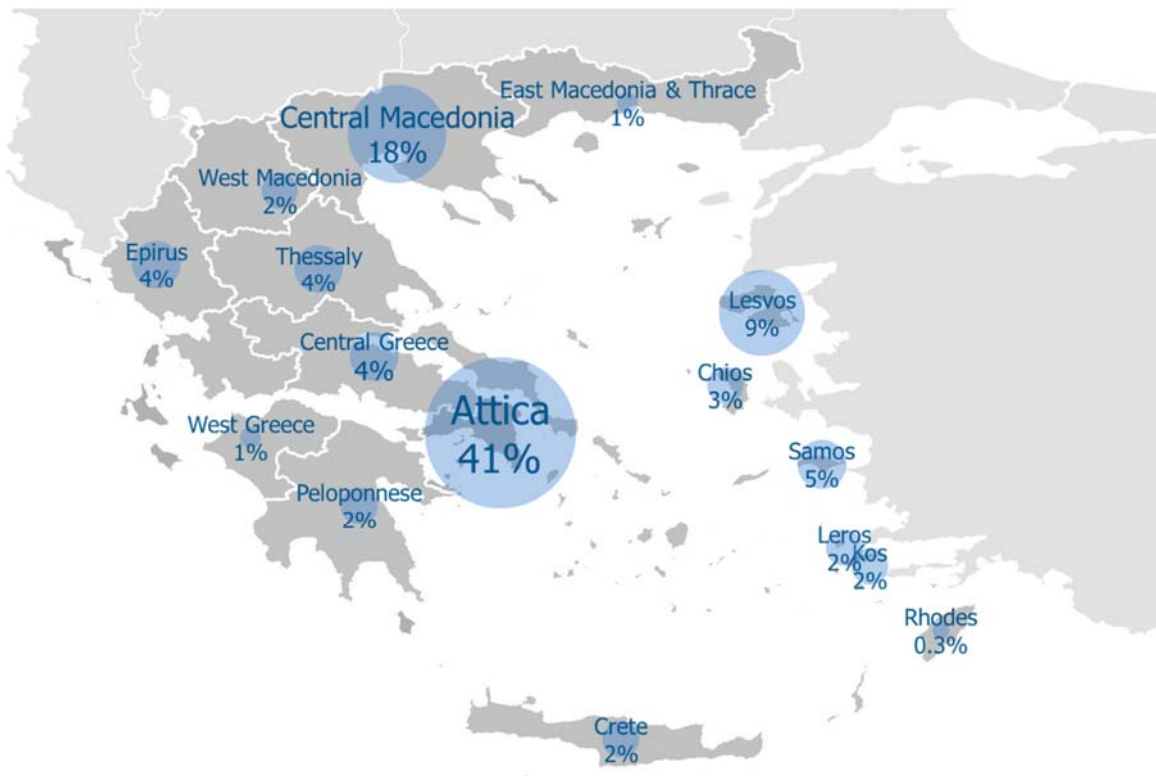 East Macedonia & Thrace
1%
Central Macedonia
18%
West Macedonia
2%
Epirus
4%
Thessaly
4%
Lesvos
9%
Central Greece
4%
Chios
3%
Attica
41%
West Greece
1%
Samos
5%
Peloponnese
2%
Leros
2%
Kos
2%
Rhodes
0.3%
Crete
2%